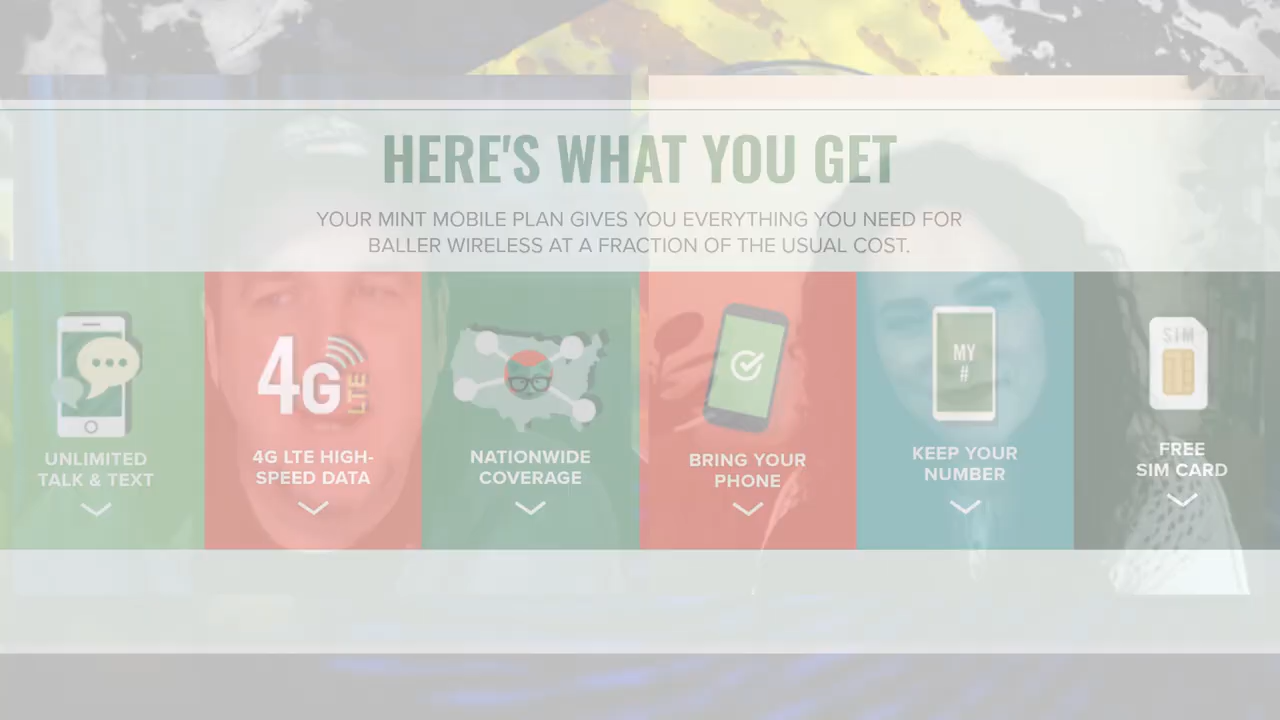 HERE'S WHAT YOU GET
YOUR MINT MOBILE PLAN GIVES YOU EVERYTHING YOU NEED FOR
BALLER WIRELESS AT A FRACTION OF THE USUAL COST.
4G
LTE
MY
#
SIM
UNLIMITED
TALK & TEXT
4G LTE HIGH-
SPEED DATA
NATIONWIDE
COVERAGE
BRING YOUR
PHONE
KEEP YOUR
NUMBER
FREE
SIM CARD